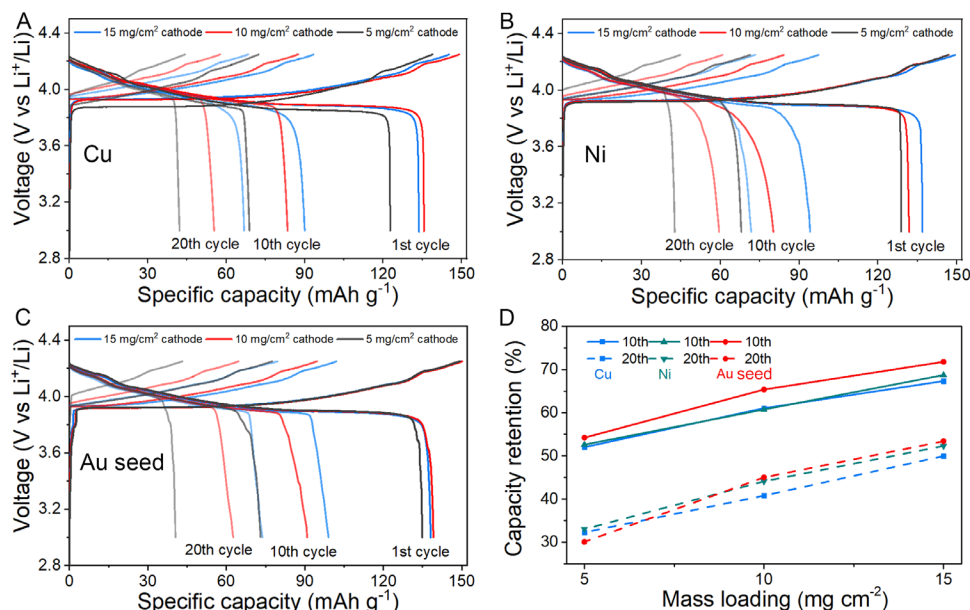 A
15 mg/cm² cathode 10 mg/cm² cathode 5 mg/cm² cathode
4.4
4.0
3.6
3.2
2.8
Voltage (V vs Li⁺/Li)
Cu
20th cycle 10th cycle 1st cycle
0 30 60 90 120 150
Specific capacity (mAh g⁻¹)
B
15 mg/cm² cathode 10 mg/cm² cathode 5 mg/cm² cathode
4.4
4.0
3.6
3.2
2.8
Voltage (V vs Li⁺/Li)
Ni
20th cycle 10th cycle 1st cycle
0 30 60 90 120 150
Specific capacity (mAh g⁻¹)
C
15 mg/cm² cathode 10 mg/cm² cathode 5 mg/cm² cathode
4.4
4.0
3.6
3.2
2.8
Voltage (V vs Li⁺/Li)
Au seed
20th cycle 10th cycle 1st cycle
0 30 60 90 120 150
Specific capacity (mAh g⁻¹)
D
80
70
60
50
40
30
Capacity retention (%)
10th 10th 10th
20th 20th 20th
Cu Ni Au seed
5 10 15
Mass loading (mg cm⁻²)